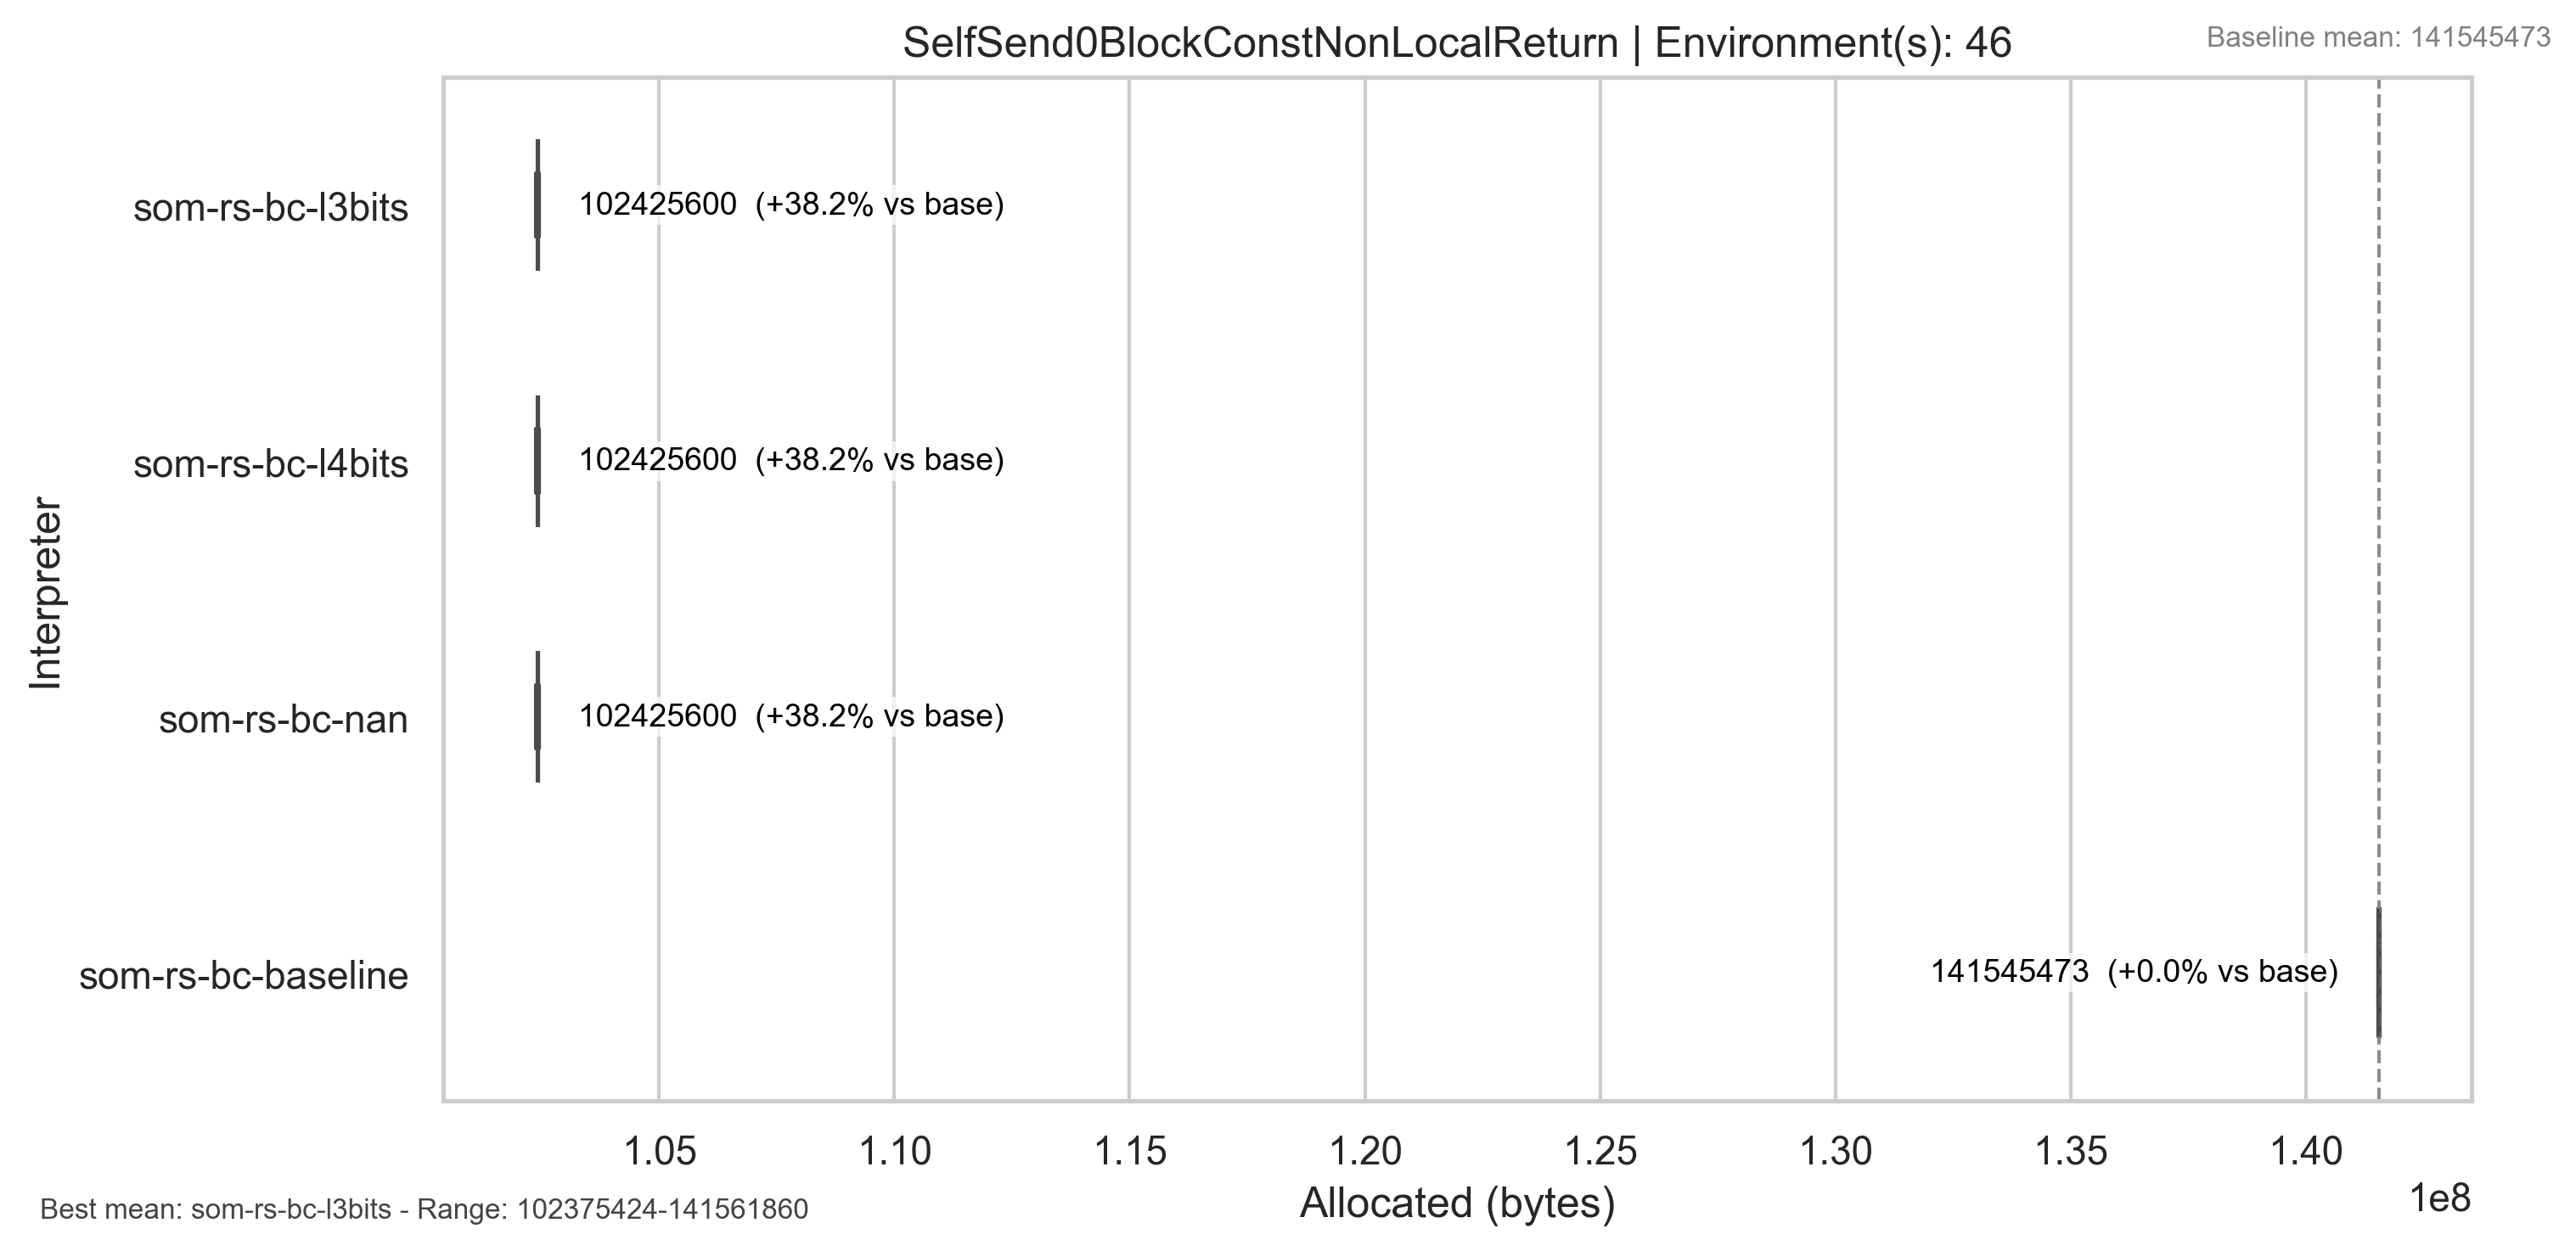 SelfSend0BlockConstNonLocalReturn | Environment(s): 46
Baseline mean: 141545473
Interpreter
som-rs-bc-l3bits
102425600 (+38.2% vs base)
som-rs-bc-l4bits
102425600 (+38.2% vs base)
som-rs-bc-nan
102425600 (+38.2% vs base)
som-rs-bc-baseline
141545473 (+0.0% vs base)
1.05 1.10 1.15 1.20 1.25 1.30 1.35 1.40
1e8
Allocated (bytes)
Best mean: som-rs-bc-l3bits - Range: 102375424-141561860